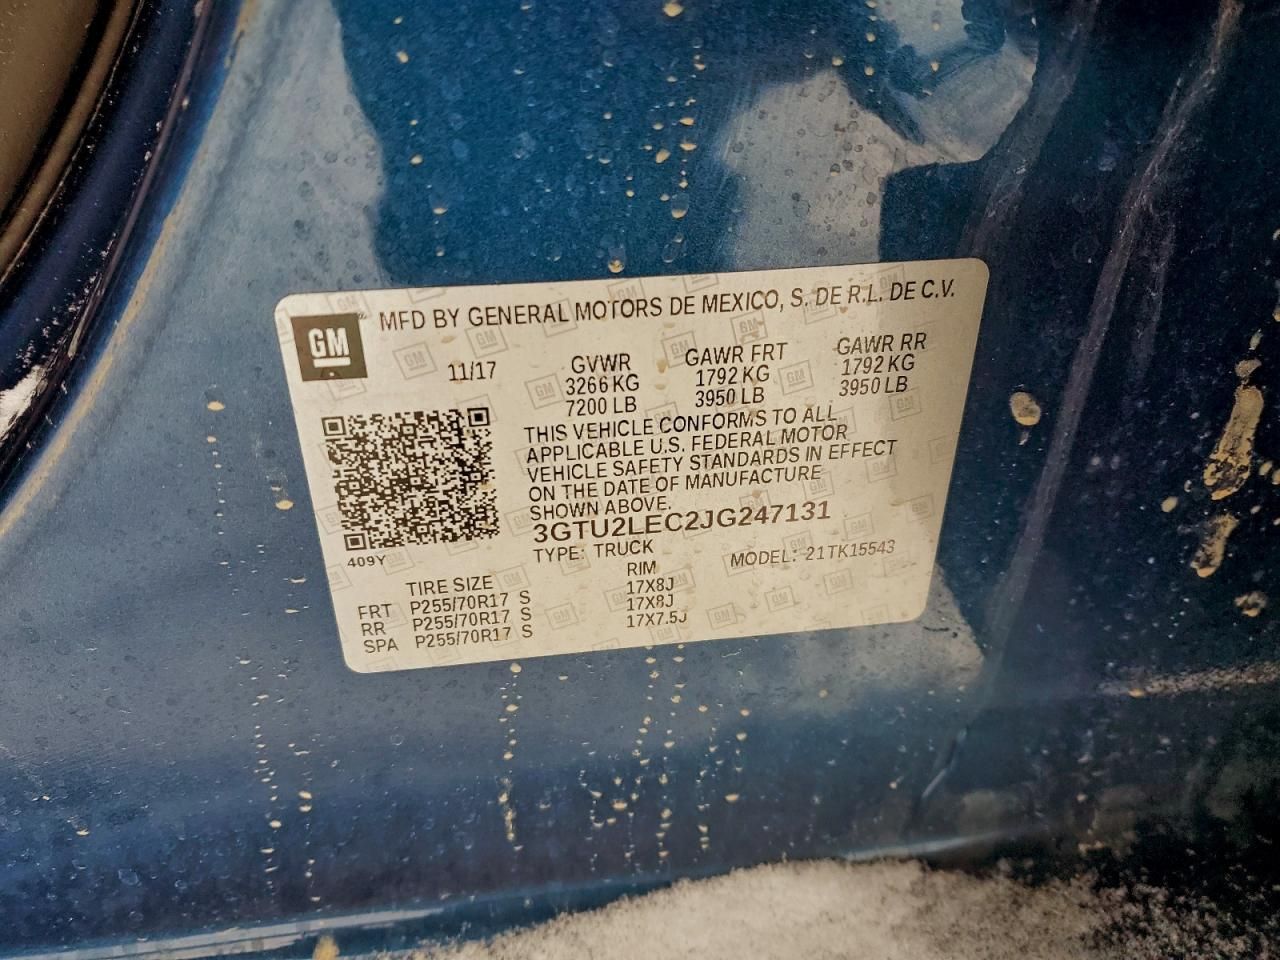 GM
MFD BY GENERAL MOTORS DE MEXICO, S. DE R.L. DE C.V.
11/17
GVWR GAWR FRT GAWR RR
3266 KG 1792 KG 1792 KG
7200 LB 3950 LB 3950 LB
THIS VEHICLE CONFORMS TO ALL
APPLICABLE U.S. FEDERAL MOTOR
VEHICLE SAFETY STANDARDS IN EFFECT
ON THE DATE OF MANUFACTURE
SHOWN ABOVE.
3GTU2LEC2JG247131
409Y TYPE: TRUCK MODEL: 21TK15543
TIRE SIZE RIM
FRT P255/70R17 S 17X8J
RR P255/70R17 S 17X8J
SPA P255/70R17 S 17X7.5J